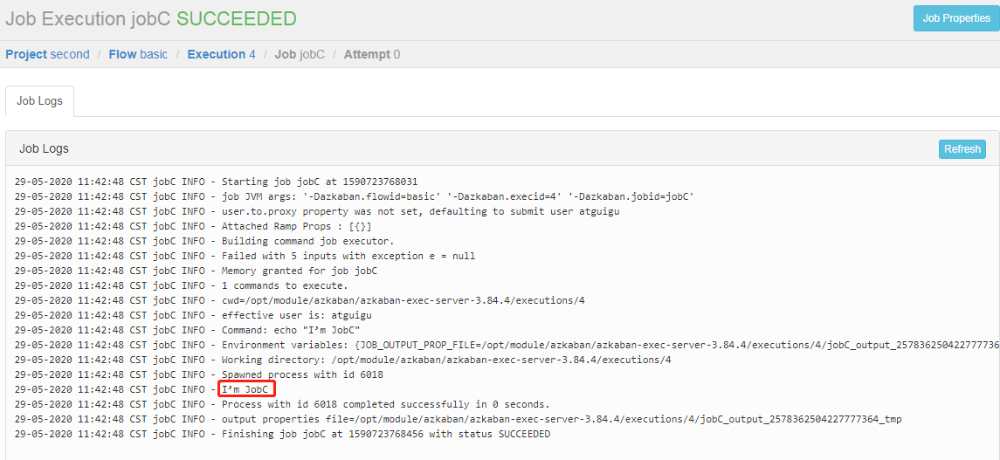 Job Execution jobC SUCCEEDED
Job Properties
Project second / Flow basic / Execution 4 / Job jobC / Attempt 0
Job Logs
Job Logs
Refresh
29-05-2020 11:42:48 CST jobC INFO - Starting job jobC at 1590723768031
29-05-2020 11:42:48 CST jobC INFO - job JVM args: '-Dazkaban.flowid=basic' '-Dazkaban.execid=4' '-Dazkaban.jobid=jobC'
29-05-2020 11:42:48 CST jobC INFO - user.to.proxy property was not set, defaulting to submit user atguigu
29-05-2020 11:42:48 CST jobC INFO - Attached Ramp Props : [{}]
29-05-2020 11:42:48 CST jobC INFO - Building command job executor.
29-05-2020 11:42:48 CST jobC INFO - Failed with 5 inputs with exception e = null
29-05-2020 11:42:48 CST jobC INFO - Memory granted for job jobC
29-05-2020 11:42:48 CST jobC INFO - 1 commands to execute.
29-05-2020 11:42:48 CST jobC INFO - cwd=/opt/module/azkaban/azkaban-exec-server-3.84.4/executions/4
29-05-2020 11:42:48 CST jobC INFO - effective user is: atguigu
29-05-2020 11:42:48 CST jobC INFO - Command: echo "I’m JobC"
29-05-2020 11:42:48 CST jobC INFO - Environment variables: {JOB_OUTPUT_PROP_FILE=/opt/module/azkaban/azkaban-exec-server-3.84.4/executions/4/jobC_output_257836250422777736
29-05-2020 11:42:48 CST jobC INFO - Working directory: /opt/module/azkaban/azkaban-exec-server-3.84.4/executions/4
29-05-2020 11:42:48 CST jobC INFO - Spawned process with id 6018
29-05-2020 11:42:48 CST jobC INFO - I’m JobC
29-05-2020 11:42:48 CST jobC INFO - Process with id 6018 completed successfully in 0 seconds.
29-05-2020 11:42:48 CST jobC INFO - output properties file=/opt/module/azkaban/azkaban-exec-server-3.84.4/executions/4/jobC_output_2578362504227777364_tmp
29-05-2020 11:42:48 CST jobC INFO - Finishing job jobC at 1590723768456 with status SUCCEEDED